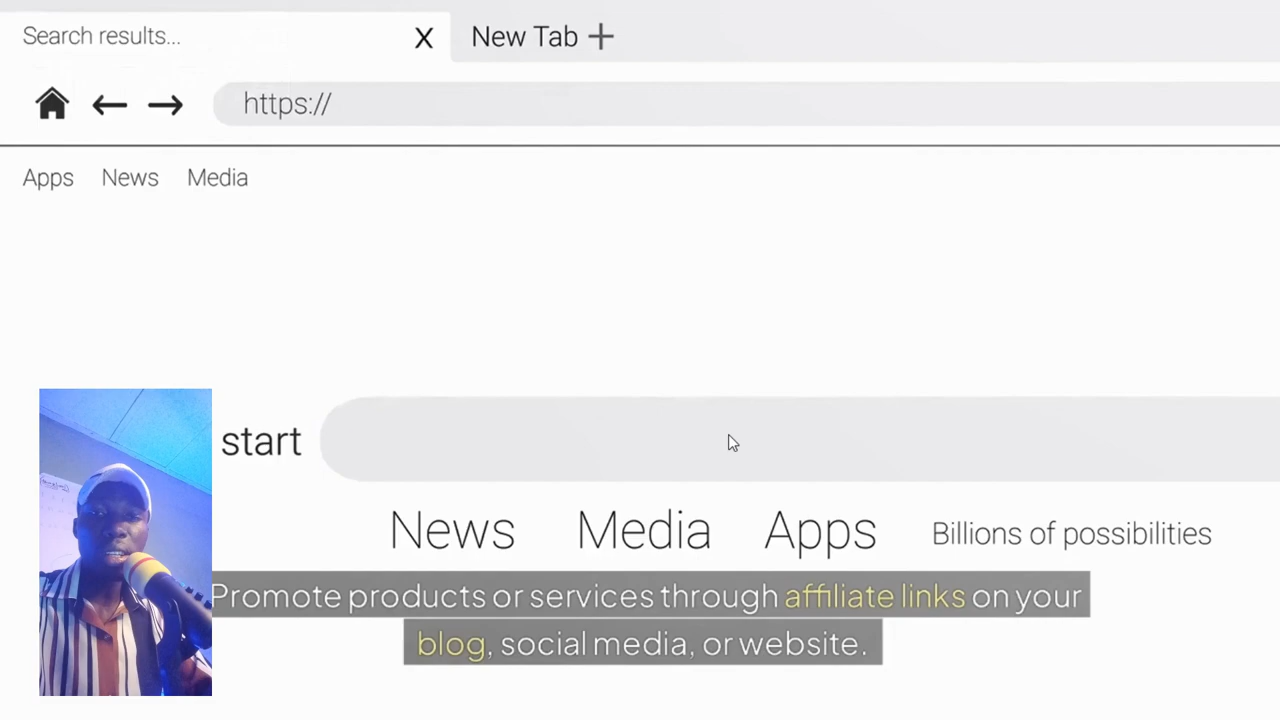 Search results... X New Tab +
https://
Apps News Media
start
News Media Apps Billions of possibilities
Promote products or services through affiliate links on your
blog, social media, or website.